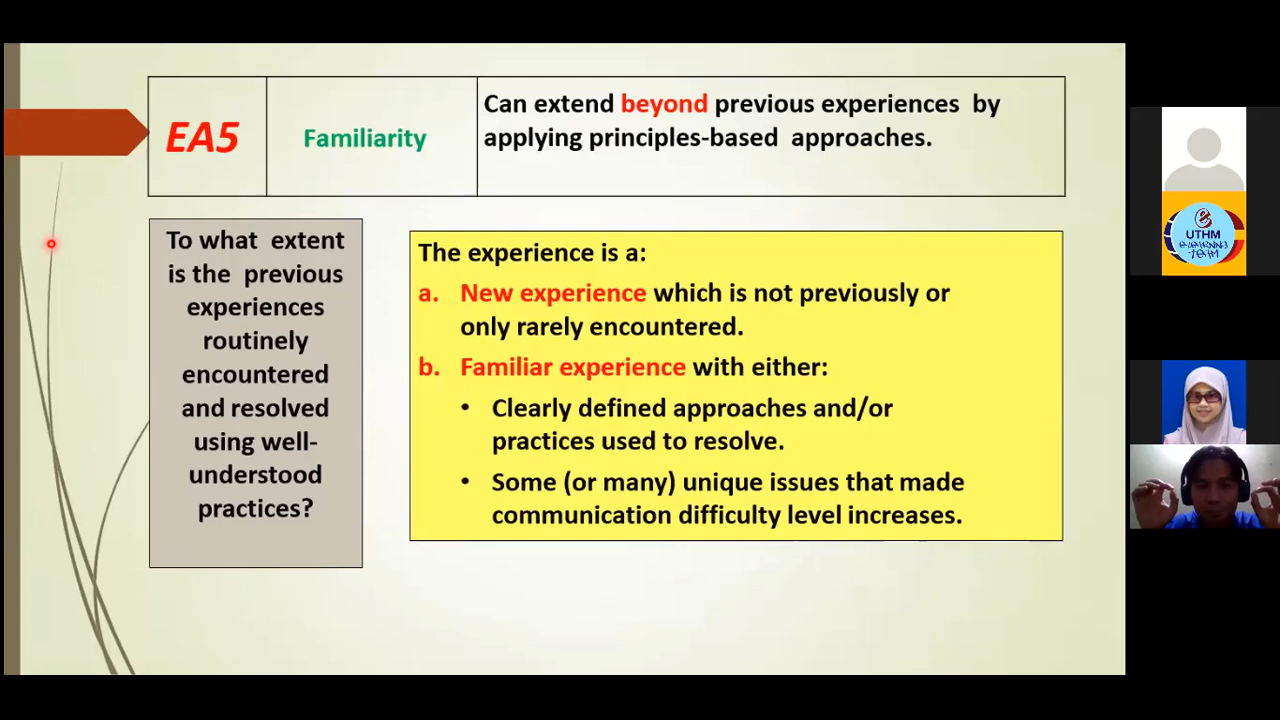 EA5
Familiarity
Can extend beyond previous experiences by
applying principles-based approaches.
To what extent
is the previous
experiences
routinely
encountered
and resolved
using well-
understood
practices?
The experience is a:
a. New experience which is not previously or
only rarely encountered.
b. Familiar experience with either:
• Clearly defined approaches and/or
practices used to resolve.
• Some (or many) unique issues that made
communication difficulty level increases.
e
UTHM
eLearning
team